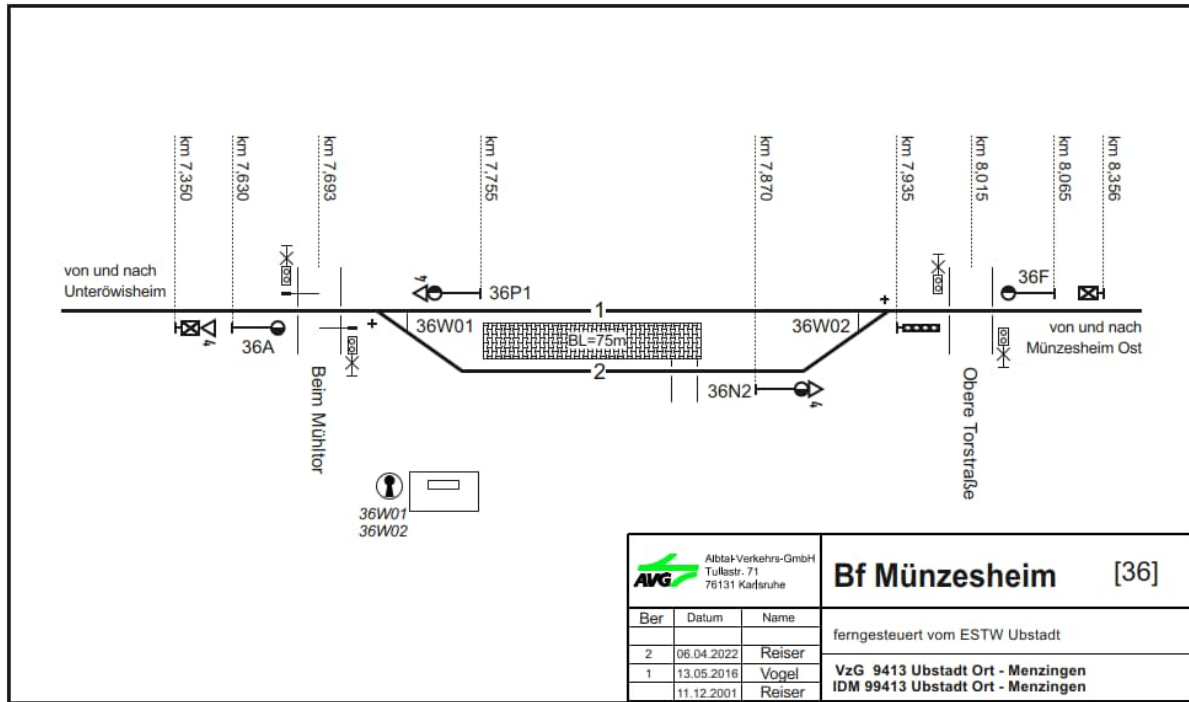 km 7,350
km 7,630
km 7,693
km 7,755
km 7,870
km 7,935
km 8,015
km 8,065
km 8,356
von und nach
Unteröwisheim
4
36P1
1
36F
+
+
4
36A
36W01
36W02
BL=75m
von und nach
Münzesheim Ost
2
36N2
4
Beim Mühltor
Obere Torstraße
36W01
36W02
AVG
Albtal-Verkehrs-GmbH
Tullastr. 71
76131 Karlsruhe
Bf Münzesheim [36]
Ber Datum Name
ferngesteuert vom ESTW Ubstadt
2 06.04.2022 Reiser
1 13.05.2016 Vogel
11.12.2001 Reiser
VzG 9413 Ubstadt Ort - Menzingen
IDM 99413 Ubstadt Ort - Menzingen